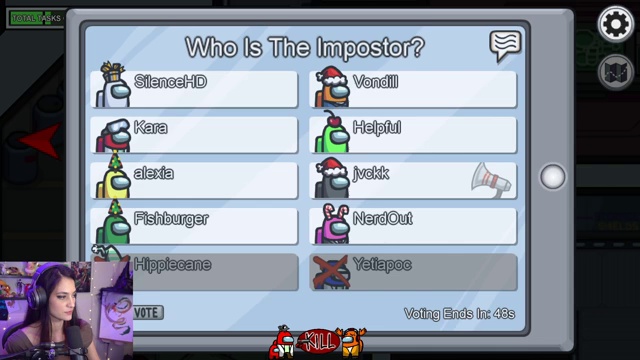 TOTAL TASKS
Who Is The Impostor?
SilenceHD
Vondill
Kara
Helpful
alexia
jvckk
Fishburger
NerdOut
Hippiecane
Yetiapoc
VOTE
Voting Ends In: 48s
KILL